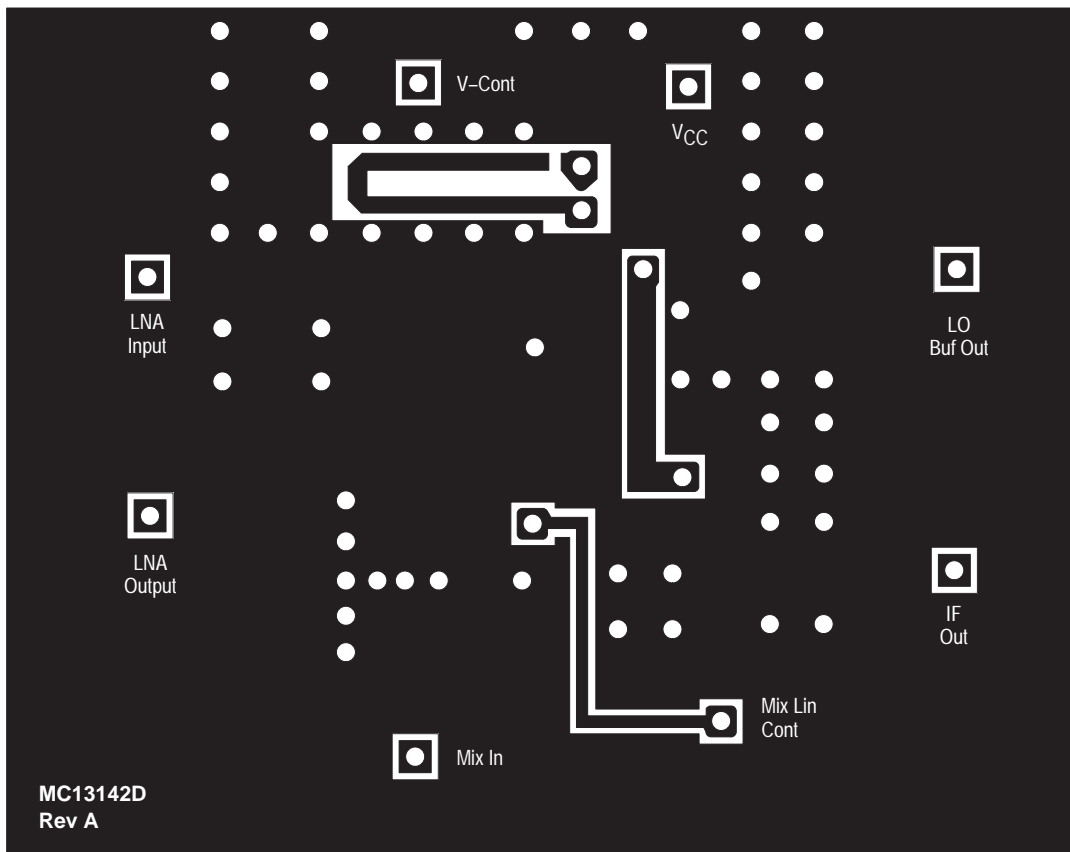 V–Cont
VCC
LNA
Input
LO
Buf Out
LNA
Output
IF
Out
Mix Lin
Cont
Mix In
MC13142D
Rev A